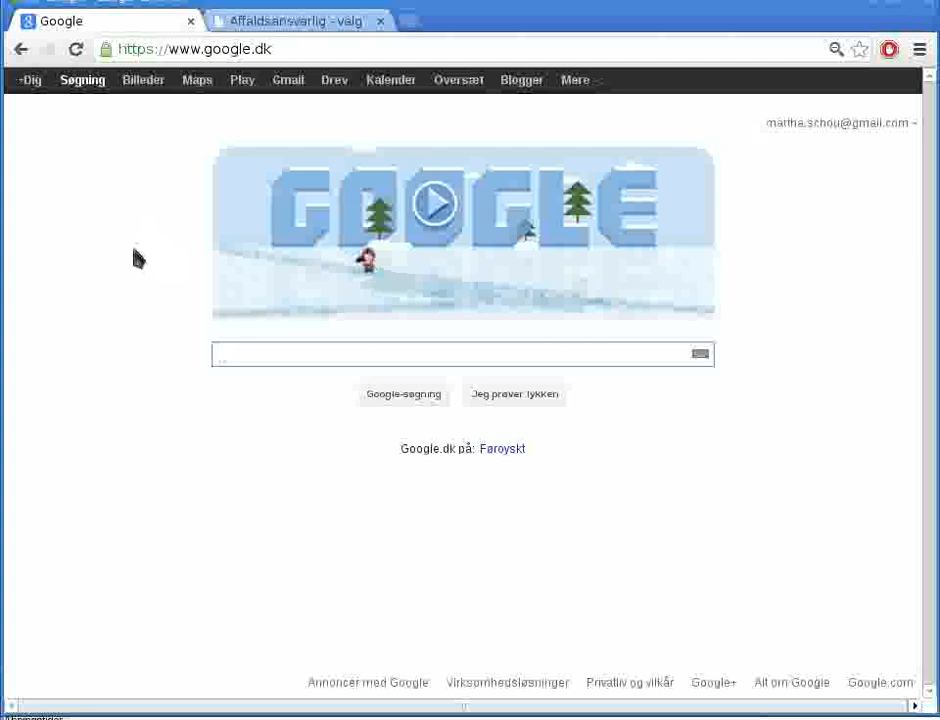 Google
Affaldsansvarlig - valg
https://www.google.dk
+Dig Søgning Billeder Maps Play Gmail Drev Kalender Oversæt Blogger Mere
mattha.schou@gmail.com
GOOGLE
Google-søgning Jeg prøver lykken
Google.dk på: Føroyskt
Annoncer med Google Virksomhedsløsninger Privatliv og vilkår Google+ Alt om Google Google.com